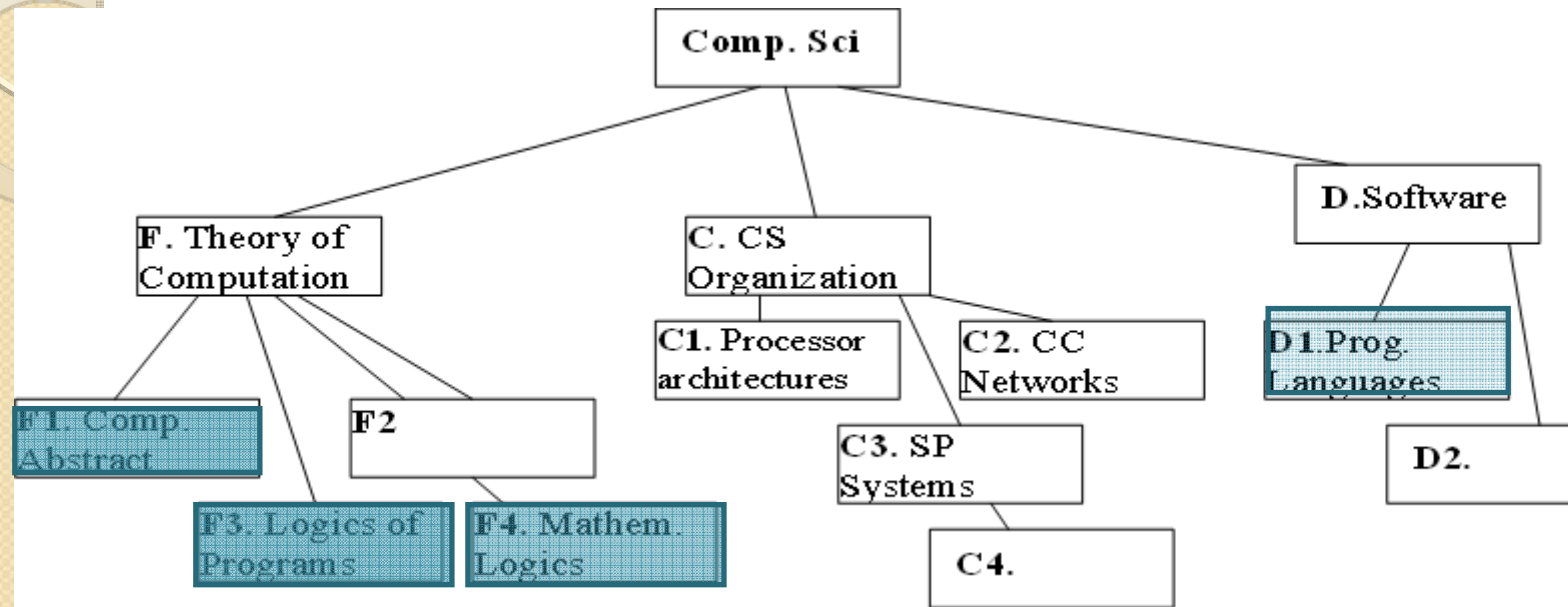 Comp. Sci
D.Software
F. Theory of
Computation
C. CS
Organization
C1. Processor
architectures
C2. CC
Networks
D1.Prog.
Languages
F1. Comp.
Abstract
F2
C3. SP
Systems
D2.
F3. Logics of
Programs
F4. Mathem.
Logics
C4.